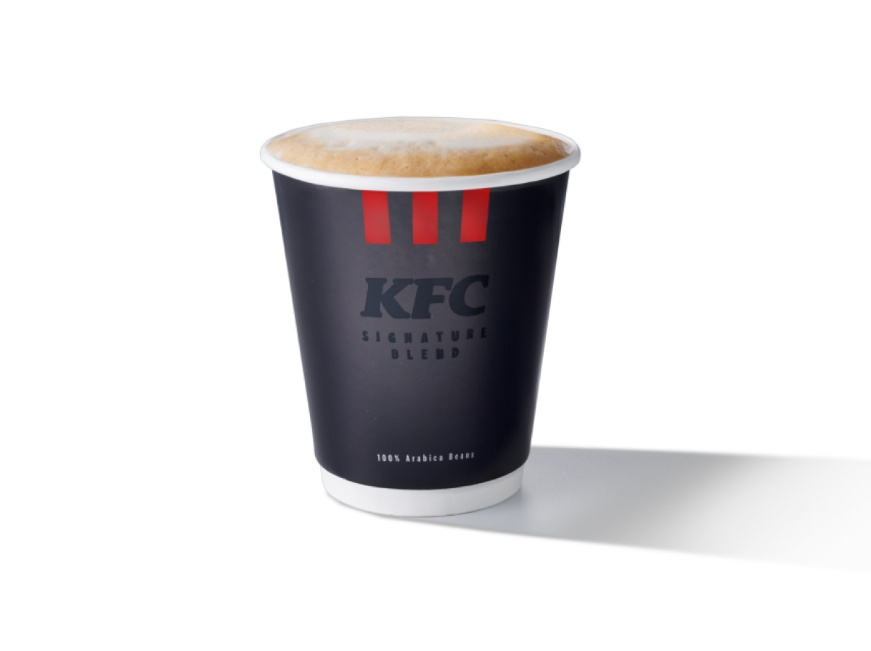 KFC
SIGNATURE
BLEND
100% Arabica Beans